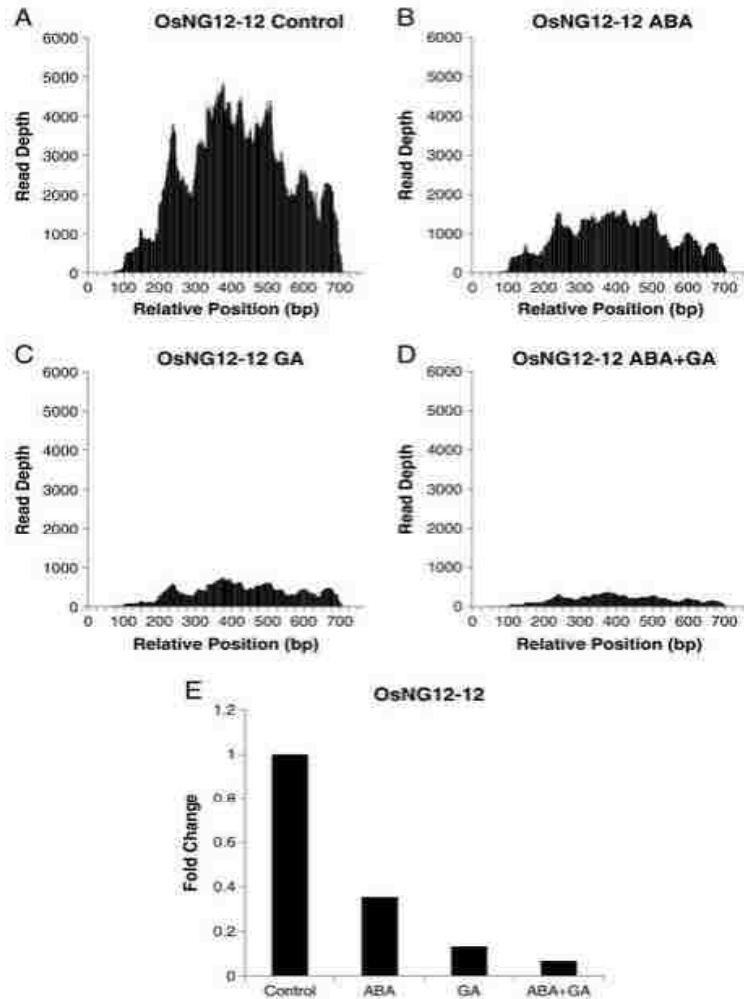 A
OsNG12-12 Control
6000
5000
4000
3000
2000
1000
0
Read Depth
0 100 200 300 400 500 600 700
Relative Position (bp)
B
OsNG12-12 ABA
6000
5000
4000
3000
2000
1000
0
Read Depth
0 100 200 300 400 500 600 700
Relative Position (bp)
C
OsNG12-12 GA
6000
5000
4000
3000
2000
1000
0
Read Depth
0 100 200 300 400 500 600 700
Relative Position (bp)
D
OsNG12-12 ABA+GA
6000
5000
4000
3000
2000
1000
0
Read Depth
0 100 200 300 400 500 600 700
Relative Position (bp)
E
OsNG12-12
1.2
1
0.8
0.6
0.4
0.2
0
Fold Change
Control ABA GA ABA+GA